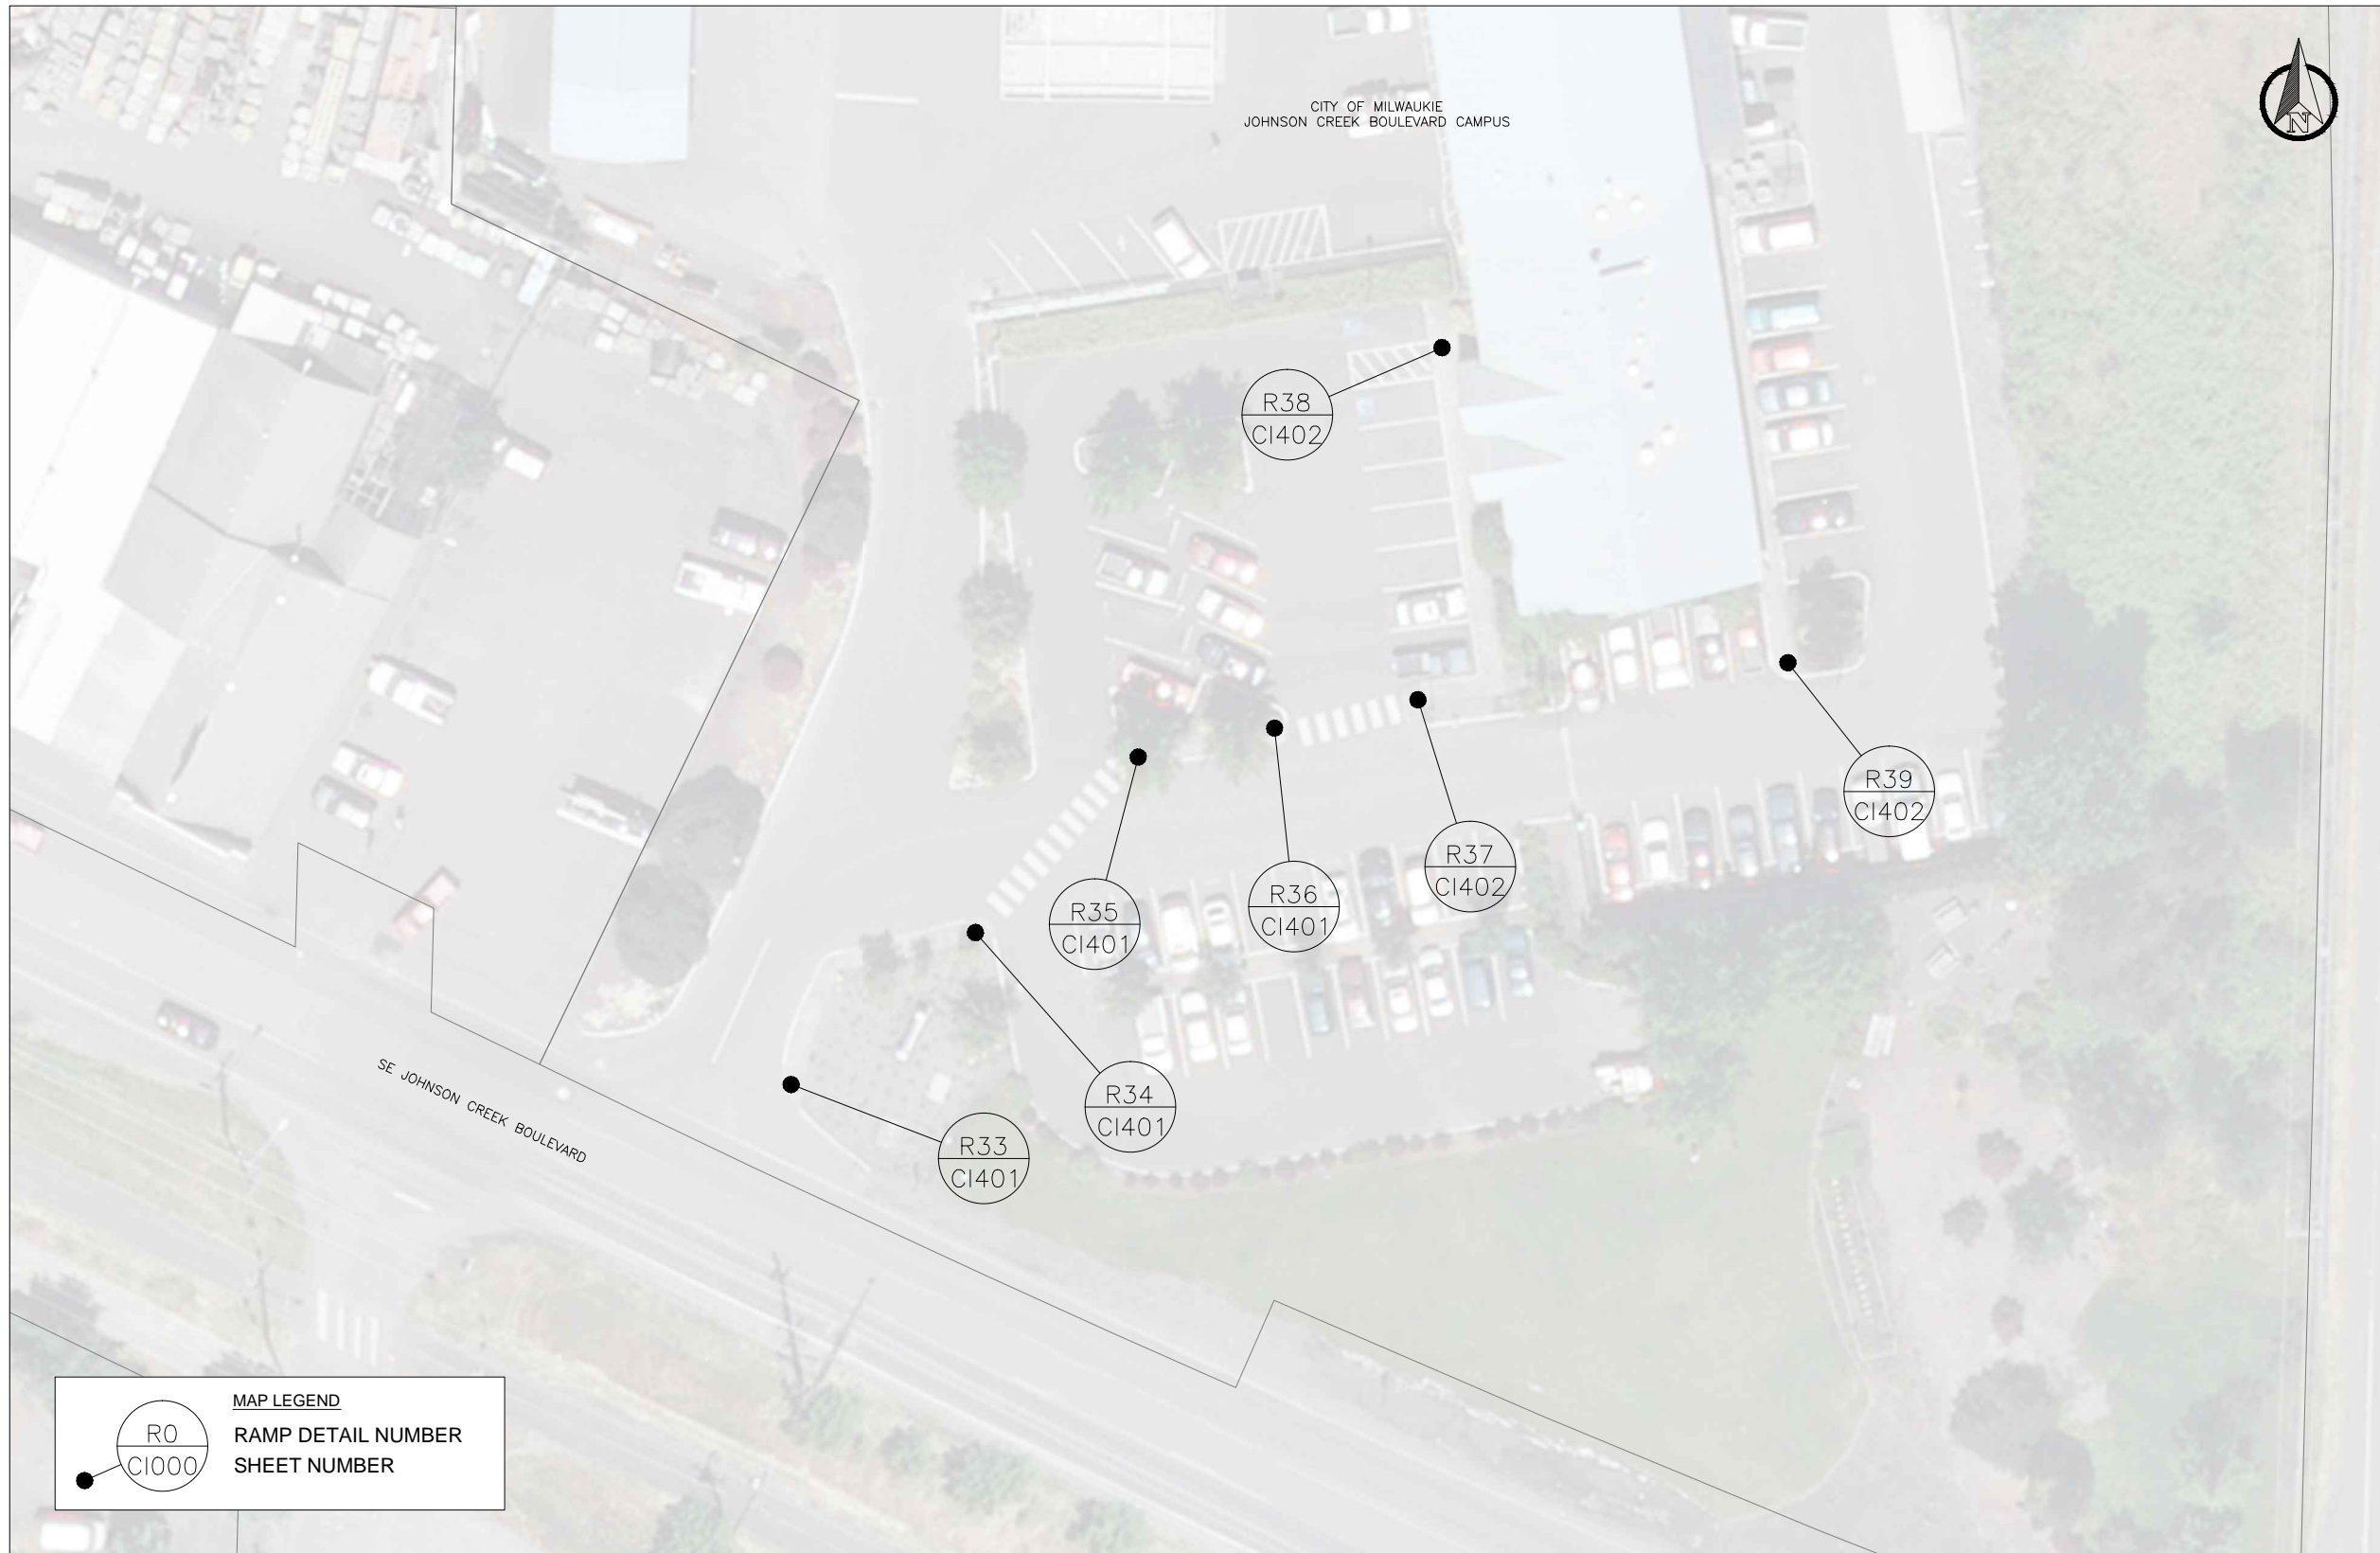 CITY OF MILWAUKIE
JOHNSON CREEK BOULEVARD CAMPUS
N
R38
CI402
R39
CI402
R37
CI402
R36
CI401
R35
CI401
R34
CI401
R33
CI401
SE JOHNSON CREEK BOULEVARD
MAP LEGEND
R0
CI000
RAMP DETAIL NUMBER
SHEET NUMBER